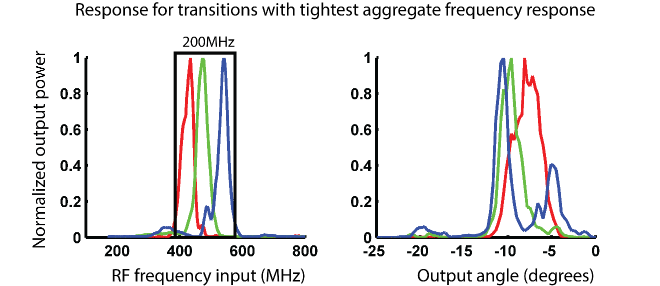 Response for transitions with tightest aggregate frequency response
200MHz
Normalized output power
1
0.8
0.6
0.4
0.2
0
200 400 600 800
RF frequency input (MHz)
1
0.8
0.6
0.4
0.2
0
-25 -20 -15 -10 -5 0
Output angle (degrees)